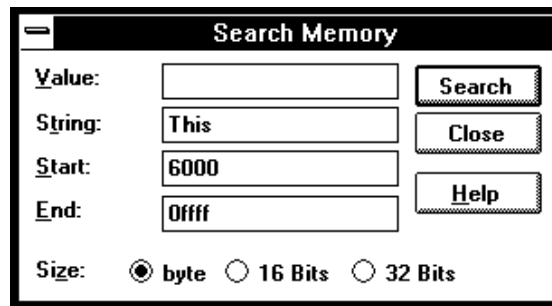 Search Memory
Value:
Search
String: This
Close
Start: 6000
Help
End: 0ffff
Size: byte 16 Bits 32 Bits